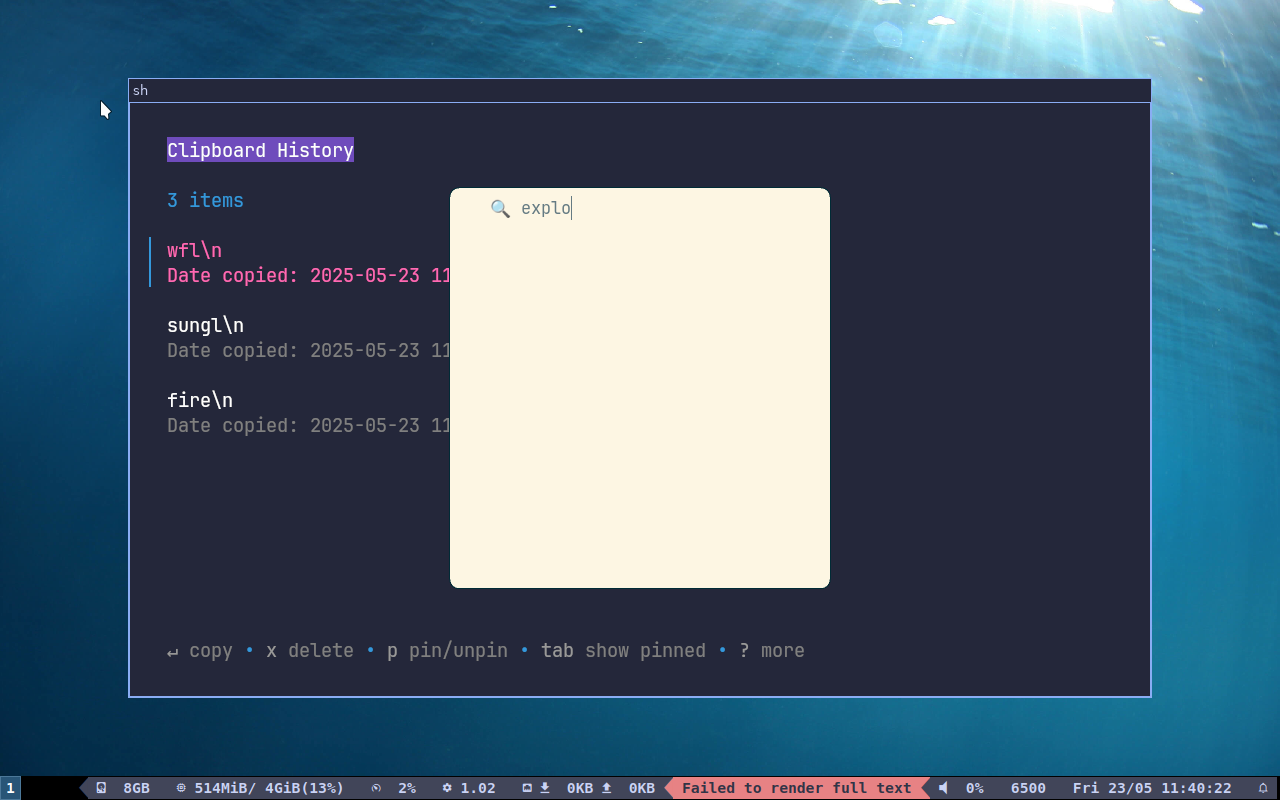 sh
Clipboard History
3 items
explo
wfl\n
Date copied: 2025-05-23 11
sungl\n
Date copied: 2025-05-23 11
fire\n
Date copied: 2025-05-23 11
↵ copy • x delete • p pin/unpin • tab show pinned • ? more
1 8GB 514MiB/ 4GiB(13%) 2% 1.02 0KB 0KB Failed to render full text 0% 6500 Fri 23/05 11:40:22